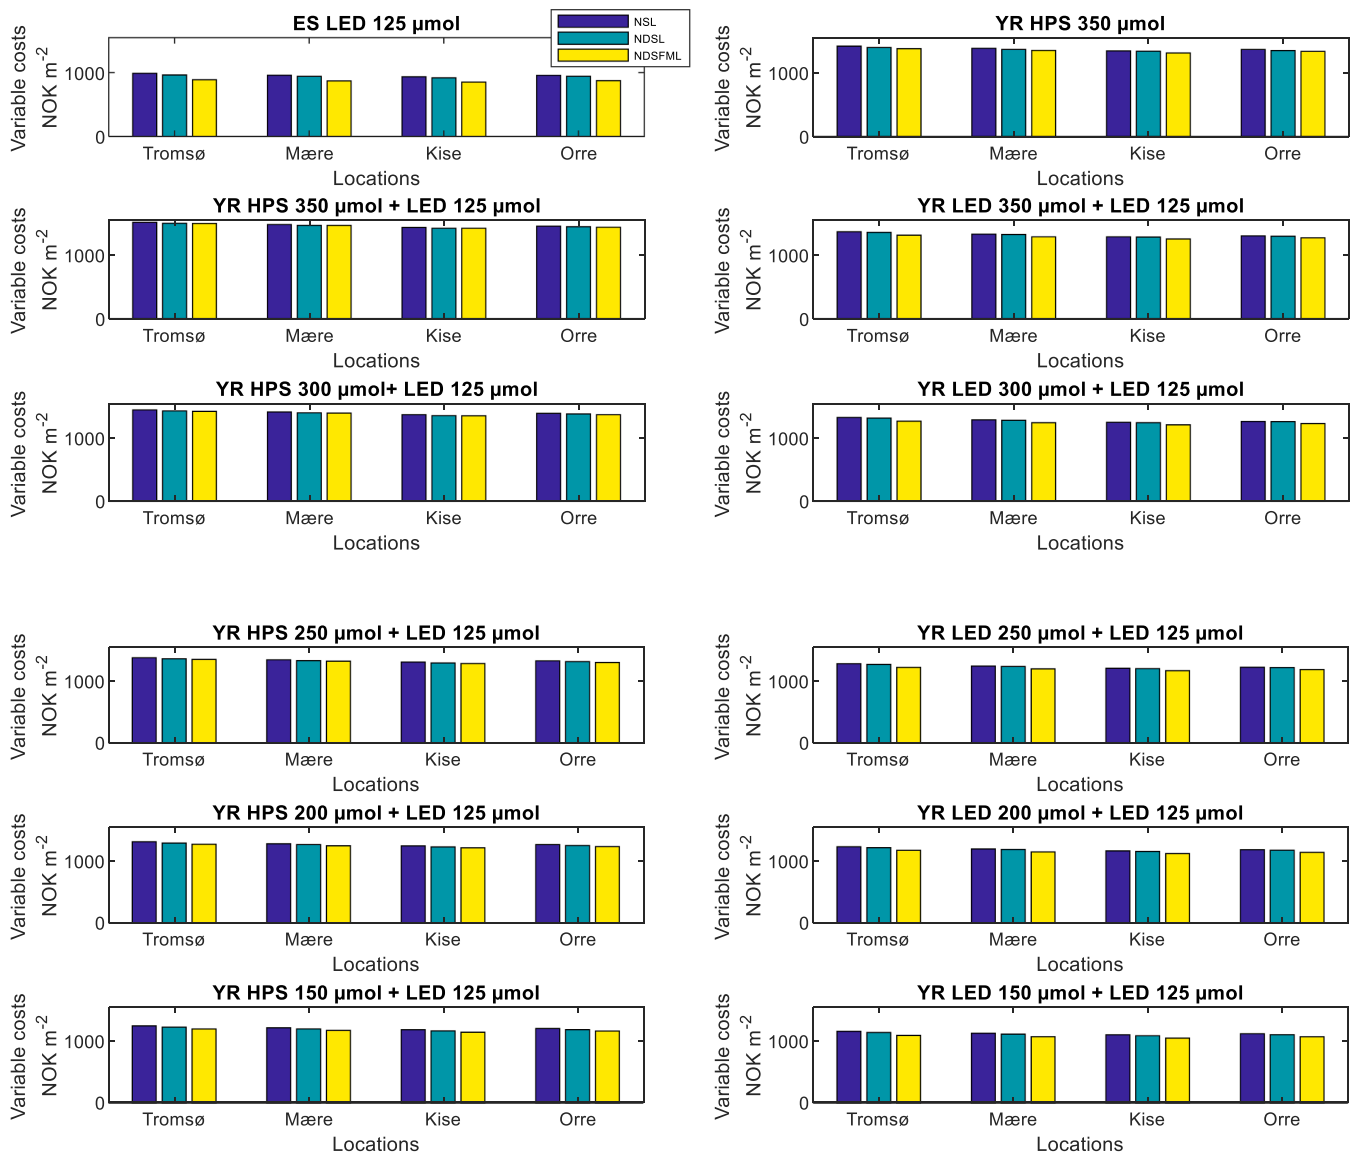 ES LED 125 µmol
NSL
NDSL
NDSFML
Variable costs
NOK m-2
1000
0
Tromsø Mære Kise Orre
Locations
YR HPS 350 µmol
Variable costs
NOK m-2
1000
0
Tromsø Mære Kise Orre
Locations
YR HPS 350 µmol + LED 125 µmol
Variable costs
NOK m-2
1000
0
Tromsø Mære Kise Orre
Locations
YR LED 350 µmol + LED 125 µmol
Variable costs
NOK m-2
1000
0
Tromsø Mære Kise Orre
Locations
YR HPS 300 µmol+ LED 125 µmol
Variable costs
NOK m-2
1000
0
Tromsø Mære Kise Orre
Locations
YR LED 300 µmol + LED 125 µmol
Variable costs
NOK m-2
1000
0
Tromsø Mære Kise Orre
Locations
YR HPS 250 µmol + LED 125 µmol
Variable costs
NOK m-2
1000
0
Tromsø Mære Kise Orre
Locations
YR LED 250 µmol + LED 125 µmol
Variable costs
NOK m-2
1000
0
Tromsø Mære Kise Orre
Locations
YR HPS 200 µmol + LED 125 µmol
Variable costs
NOK m-2
1000
0
Tromsø Mære Kise Orre
Locations
YR LED 200 µmol + LED 125 µmol
Variable costs
NOK m-2
1000
0
Tromsø Mære Kise Orre
Locations
YR HPS 150 µmol + LED 125 µmol
Variable costs
NOK m-2
1000
0
Tromsø Mære Kise Orre
Locations
YR LED 150 µmol + LED 125 µmol
Variable costs
NOK m-2
1000
0
Tromsø Mære Kise Orre
Locations